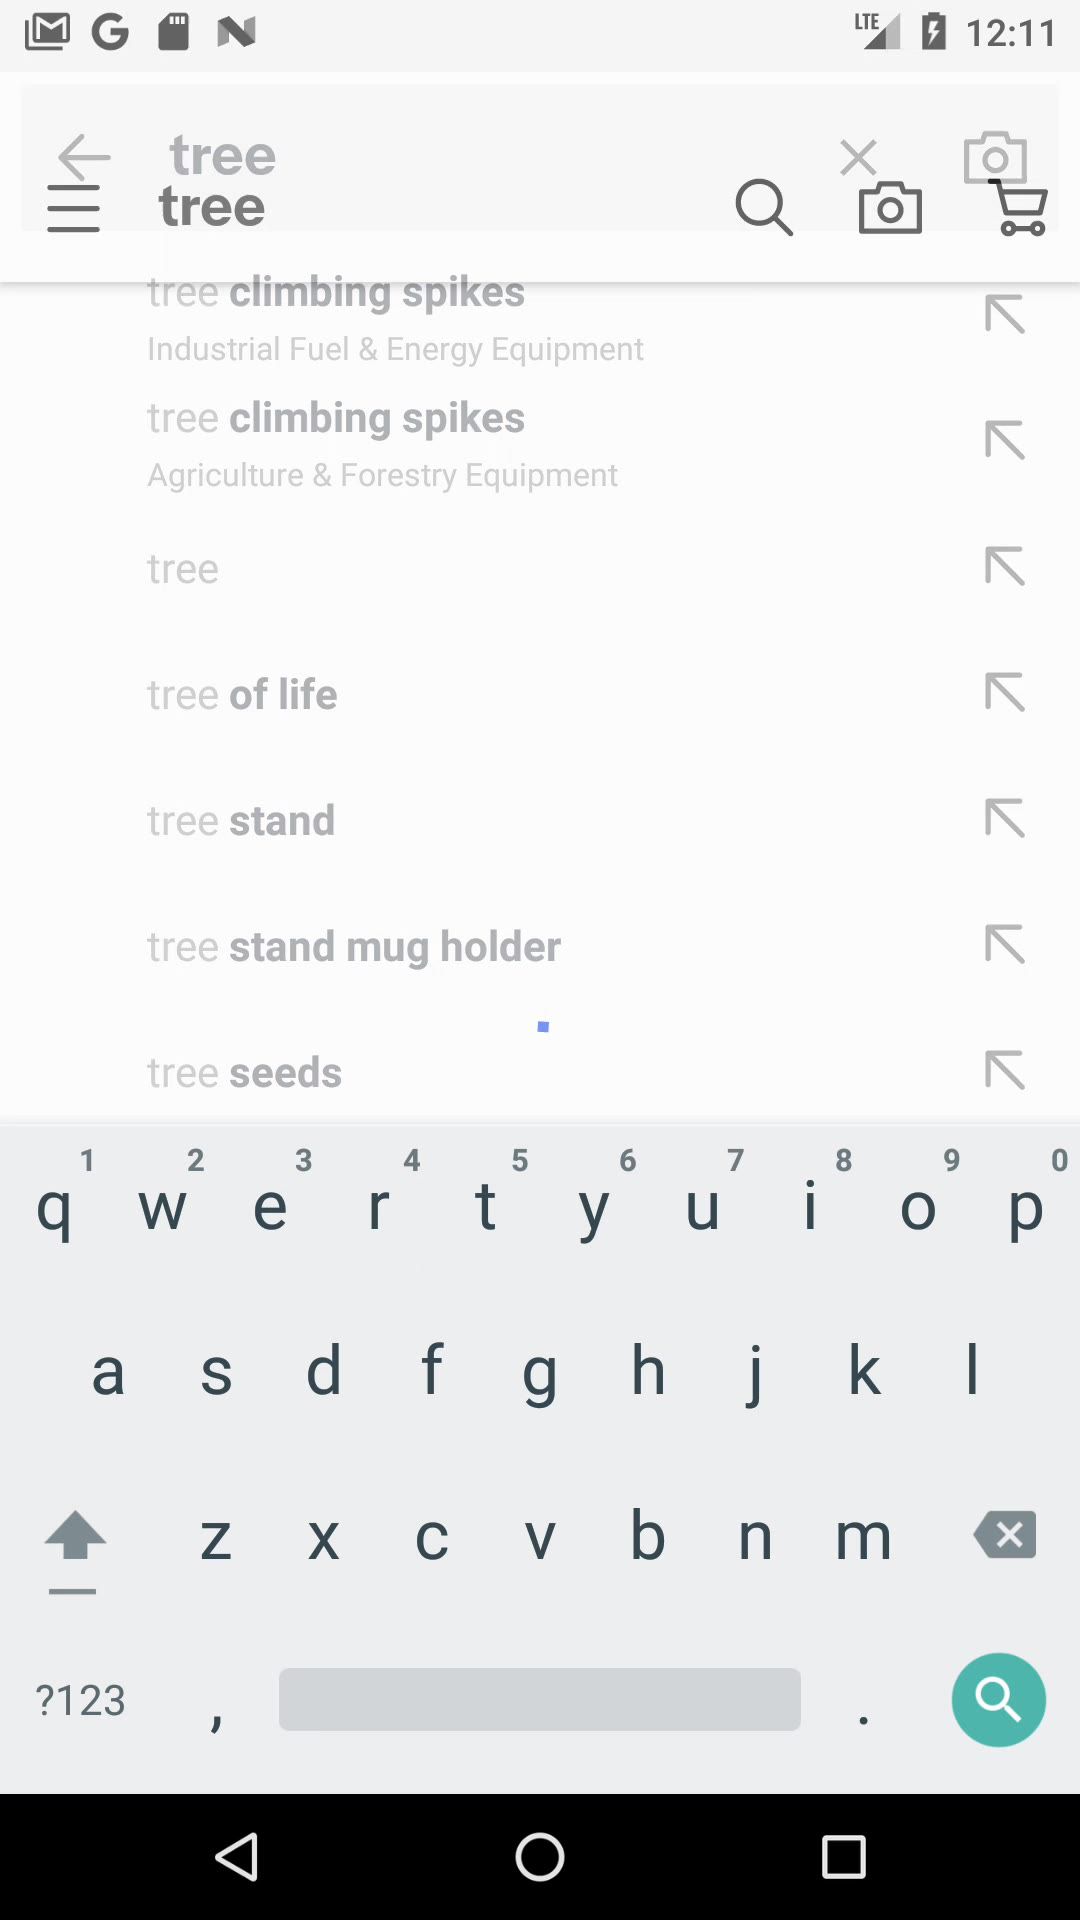 LTE 12:11
tree
tree
tree climbing spikes
Industrial Fuel & Energy Equipment
tree climbing spikes
Agriculture & Forestry Equipment
tree
tree of life
tree stand
tree stand mug holder
tree seeds
1 2 3 4 5 6 7 8 9 0
q w e r t y u i o p
a s d f g h j k l
z x c v b n m
?123 , .